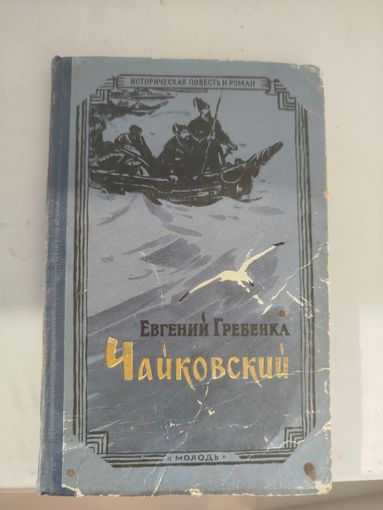 ИСТОРИЧЕСКАЯ ПОВЕСТЬ И РОМАН
ЕВГЕНИЙ ГРЕБЕНКА
ЧАЙКОВСКИЙ
«МОЛОДЬ»